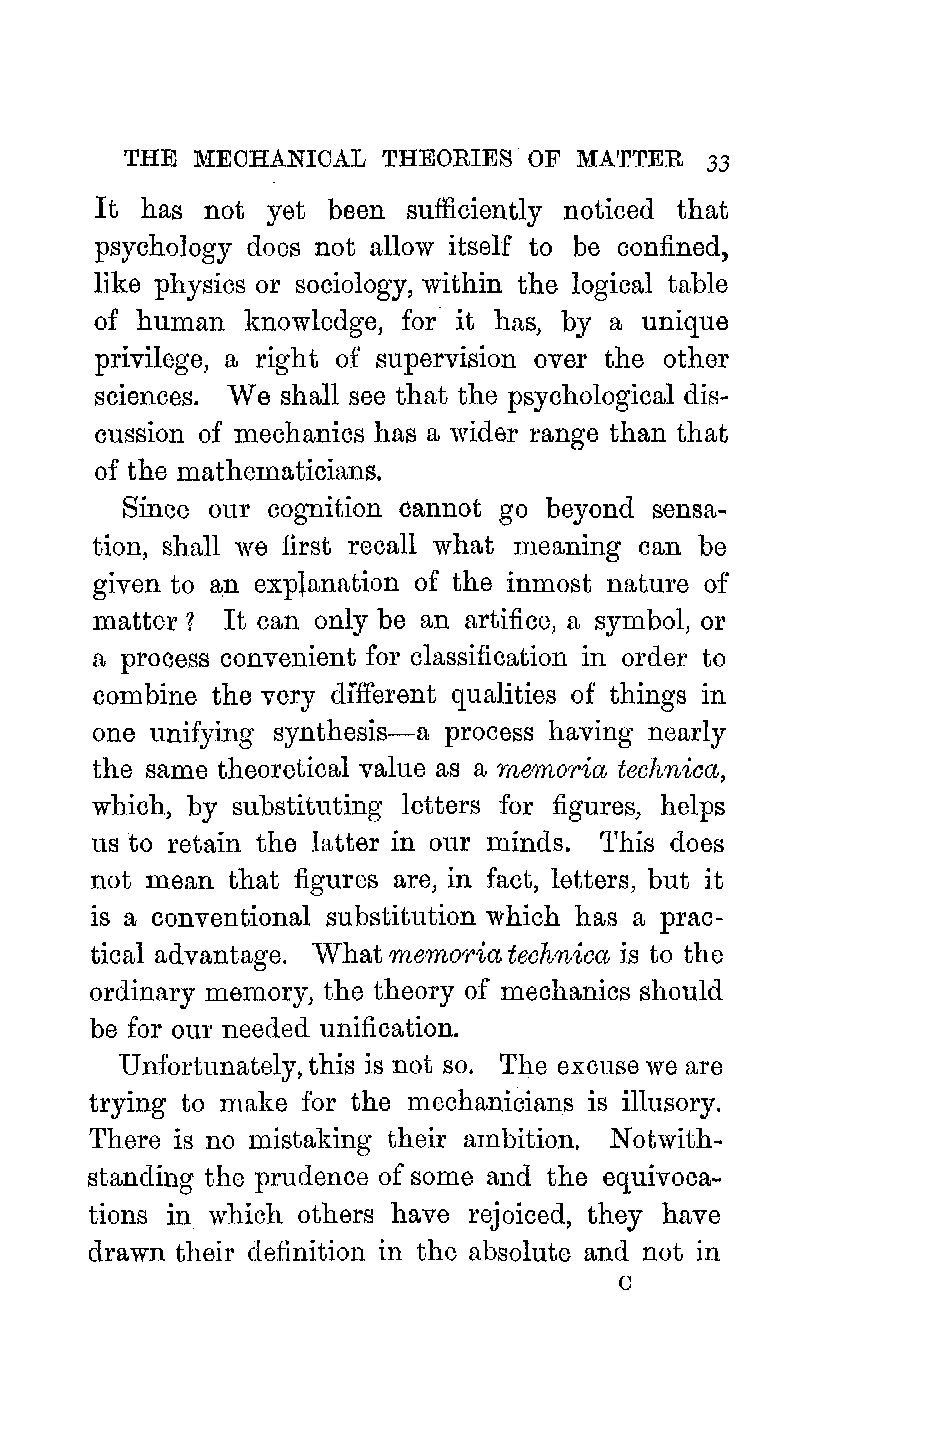 THE MECHANICAL THEORIES OF MATTER 33
It has not yet been sufficiently noticed that
psychology does not allow itself to be confined,
like physics or sociology, within the logical table
of human knowledge, for it has, by a unique
privilege, a right of supervision over the other
sciences. We shall see that the psychological dis-
cussion of mechanics has a wider range than that
of the mathematicians.
Since our cognition cannot go beyond sensa-
tion, shall we first recall what meaning can be
given to an explanation of the inmost nature of
matter? It can only be an artifice, a symbol, or
a process convenient for classification in order to
combine the very different qualities of things in
one unifying synthesis—a process having nearly
the same theoretical value as a memoria technica,
which, by substituting letters for figures, helps
us to retain the latter in our minds. This does
not mean that figures are, in fact, letters, but it
is a conventional substitution which has a prac-
tical advantage. What memoria technica is to the
ordinary memory, the theory of mechanics should
be for our needed unification.
Unfortunately, this is not so. The excuse we are
trying to make for the mechanicians is illusory.
There is no mistaking their ambition. Notwith-
standing the prudence of some and the equivoca-
tions in which others have rejoiced, they have
drawn their definition in the absolute and not in
C